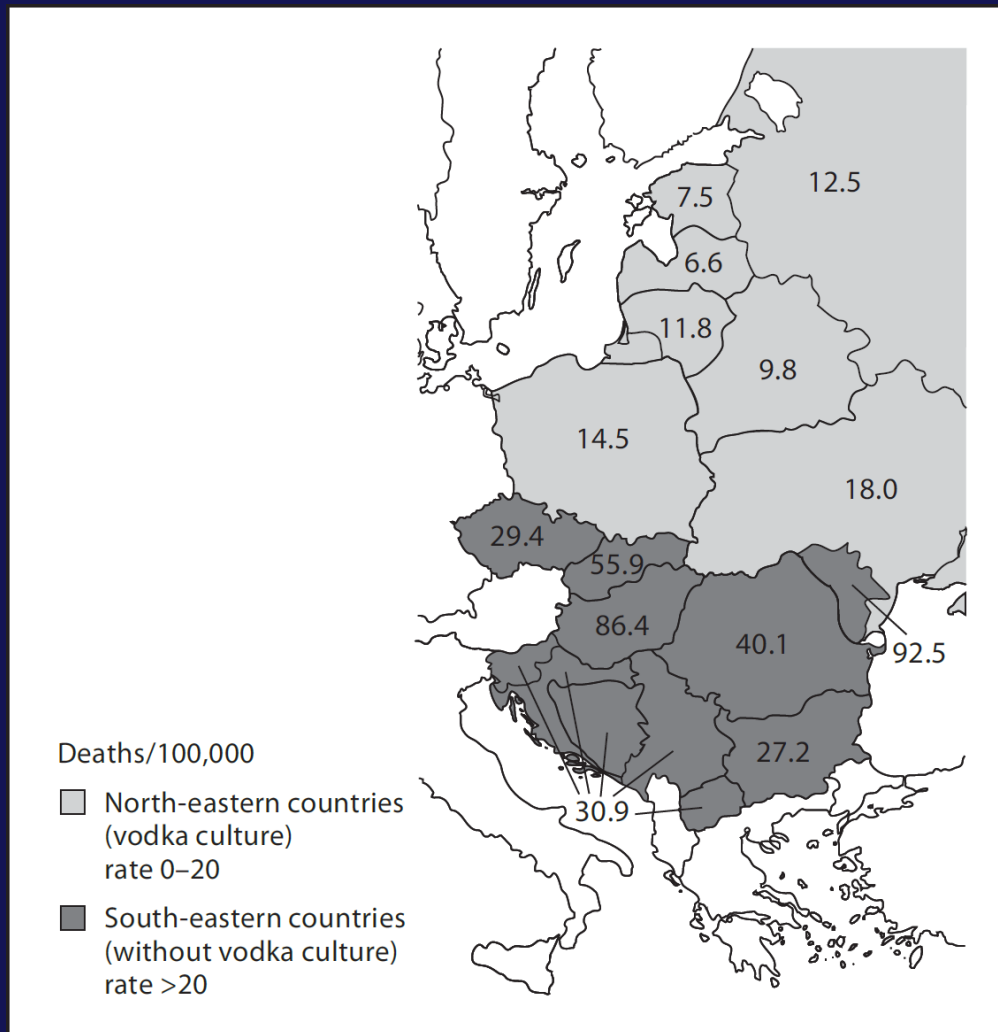 12.5
7.5
6.6
11.8
9.8
14.5
18.0
29.4
55.9
86.4
40.1
92.5
27.2
30.9
Deaths/100,000
North-eastern countries
(vodka culture)
rate 0–20
South-eastern countries
(without vodka culture)
rate >20